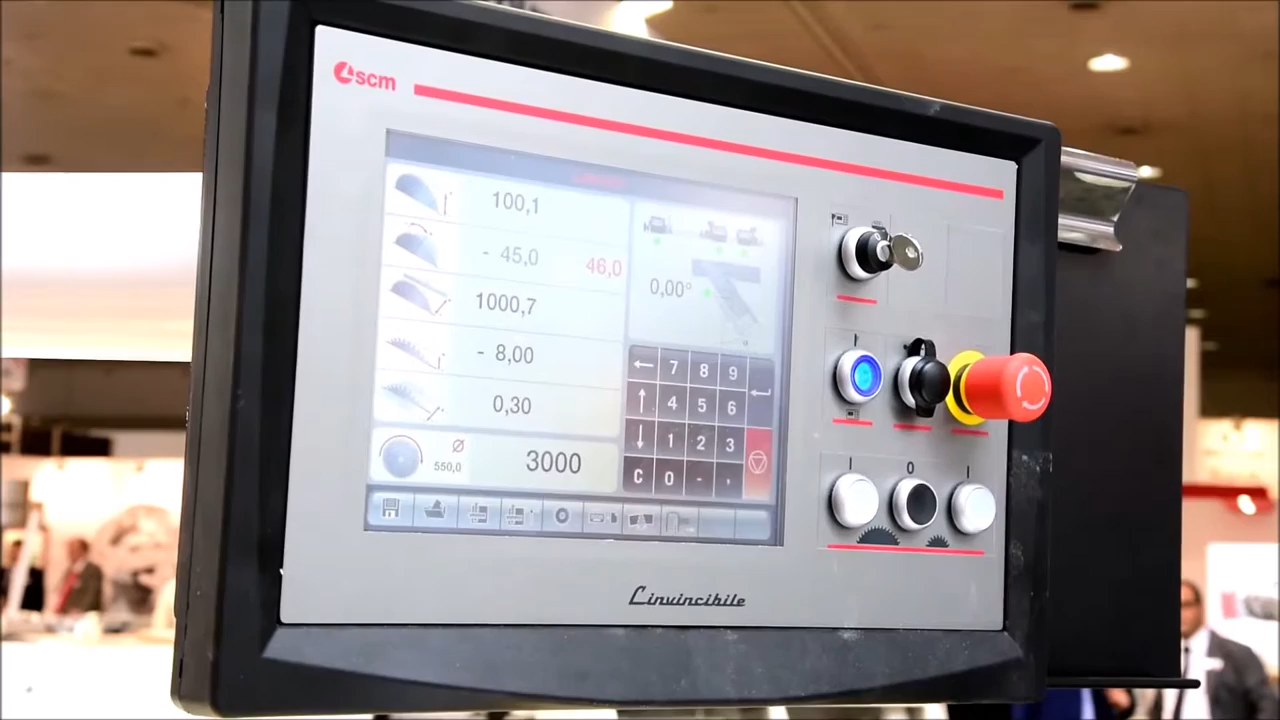 scm
100,1
- 45,0 46,0
1000,7
0,00°
- 8,00
0,30
Ø
550,0
3000
7 8 9
4 5 6
1 2 3
C 0 - ,
I
I O I
L'invincibile